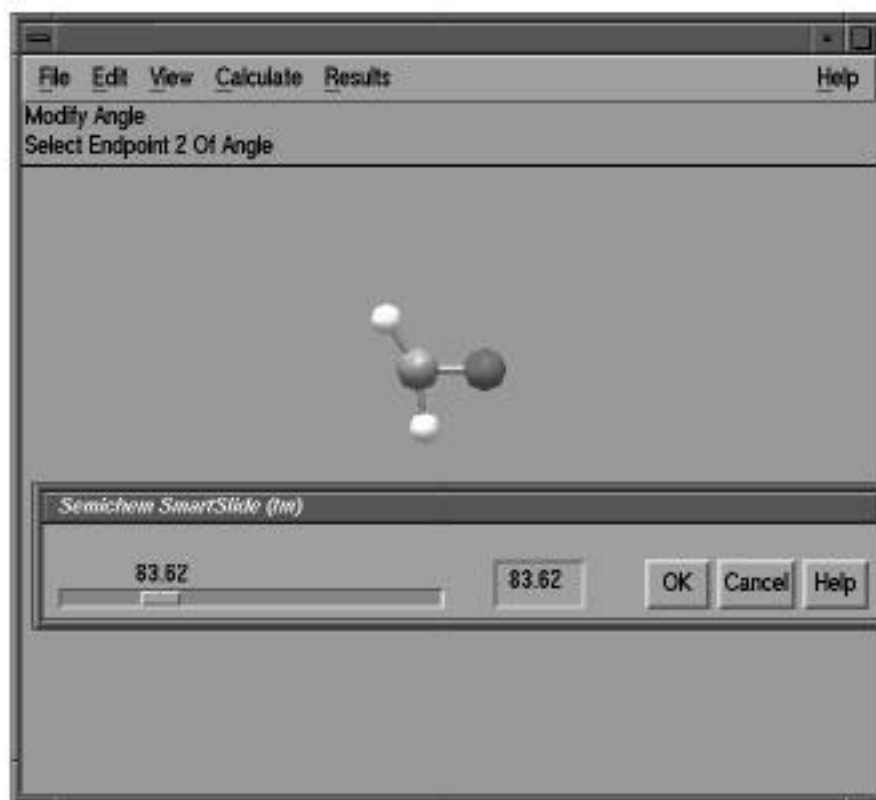 File Edit View Calculate Results Help
Modify Angle
Select Endpoint 2 Of Angle
Semichem SmartSlide (tm)
83.62
83.62 OK Cancel Help